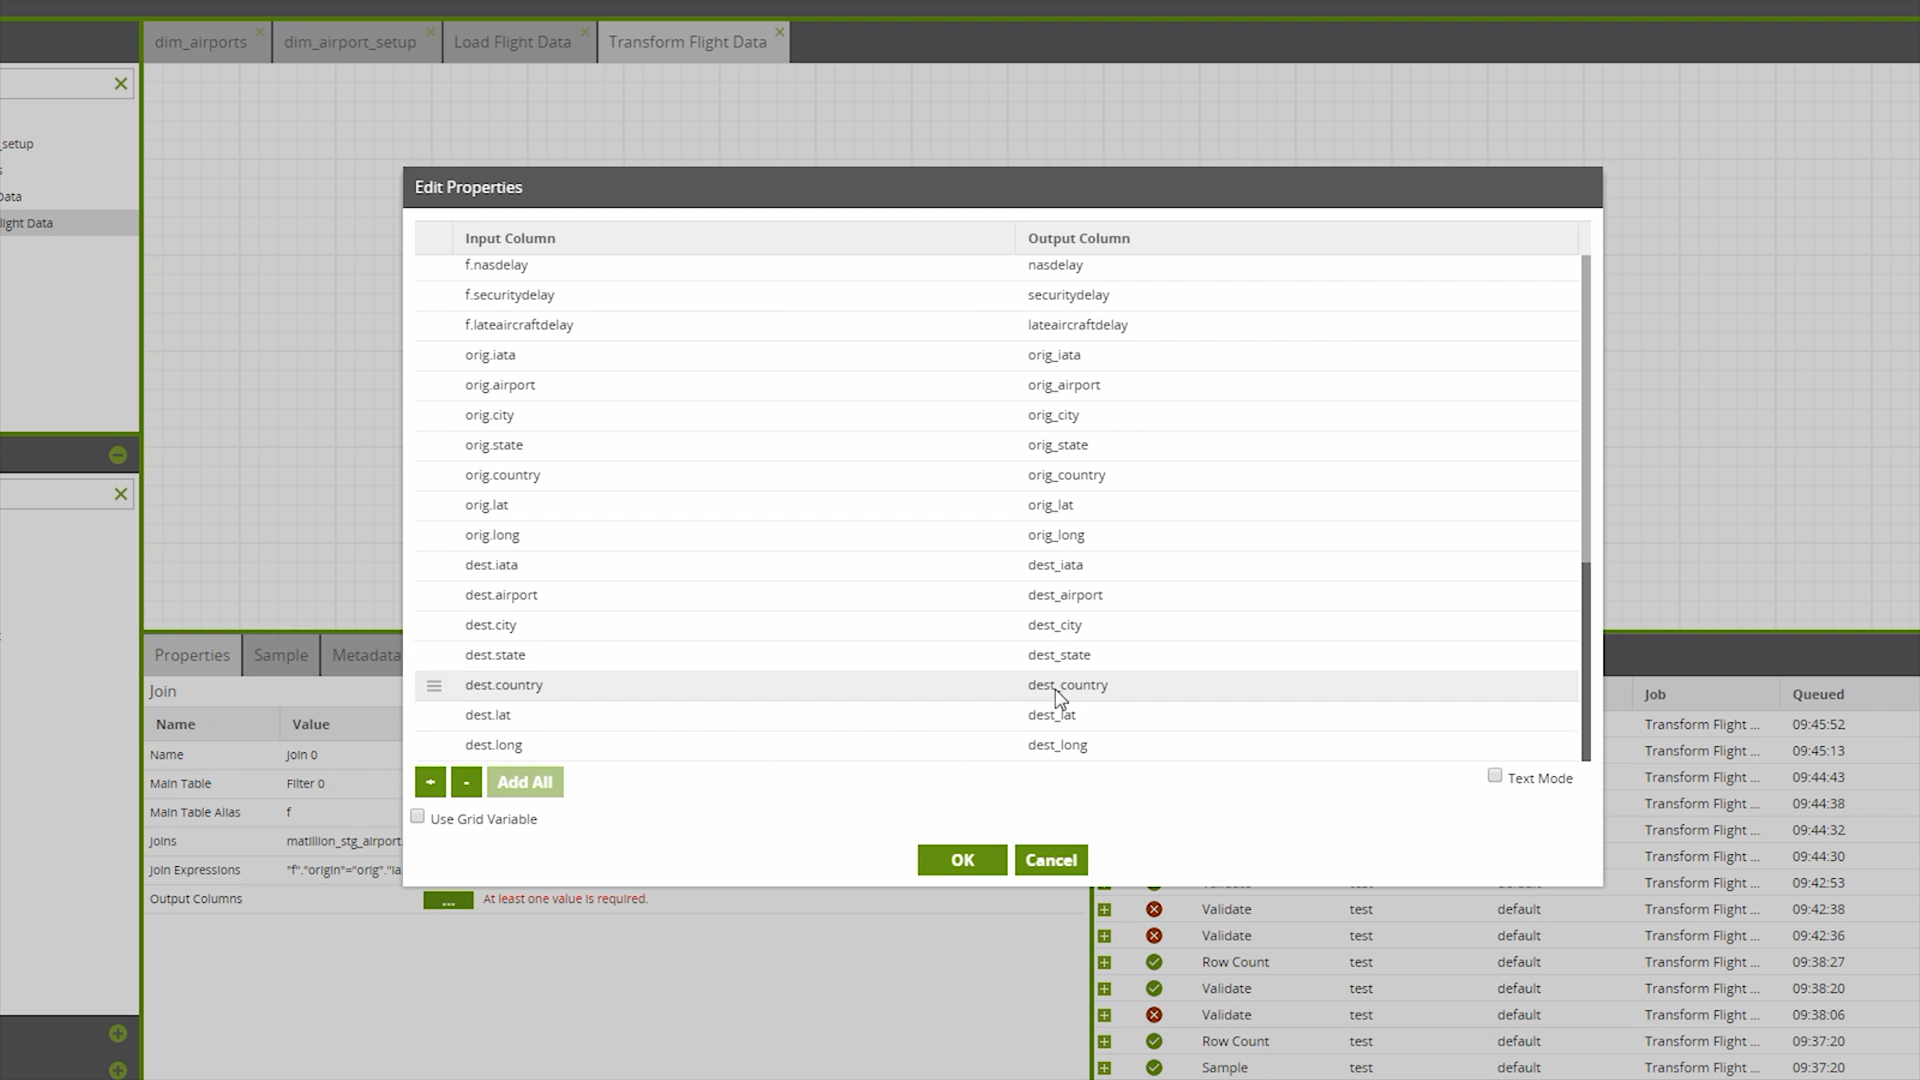 dim_airports
dim_airport_setup
Load Flight Data
Transform Flight Data
_setup
s
Data
light Data
Edit Properties
Input Column Output Column
f.nasdelay nasdelay
f.securitydelay securitydelay
f.lateaircraftdelay lateaircraftdelay
orig.iata orig_iata
orig.airport orig_airport
orig.city orig_city
orig.state orig_state
orig.country orig_country
orig.lat orig_lat
orig.long orig_long
dest.iata dest_iata
dest.airport dest_airport
dest.city dest_city
dest.state dest_state
dest.country dest_country
dest.lat dest_lat
dest.long dest_long
+ - Add All
Text Mode
Use Grid Variable
OK Cancel
Properties Sample Metadata
Join
Name Value
Name Join 0
Main Table Filter 0
Main Table Alias f
Joins matillion_stg_airport
Join Expressions "f"."origin"="orig"."ia
Output Columns ... At least one value is required.
Job Queued
Transform Flight ... 09:45:52
Transform Flight ... 09:45:13
Transform Flight ... 09:44:43
Transform Flight ... 09:44:38
Transform Flight ... 09:44:32
Transform Flight ... 09:44:30
Transform Flight ... 09:42:53
Validate test default Transform Flight ... 09:42:38
Validate test default Transform Flight ... 09:42:36
Row Count test default Transform Flight ... 09:38:27
Validate test default Transform Flight ... 09:38:20
Validate test default Transform Flight ... 09:38:06
Row Count test default Transform Flight ... 09:37:20
Sample test default Transform Flight ... 09:37:20